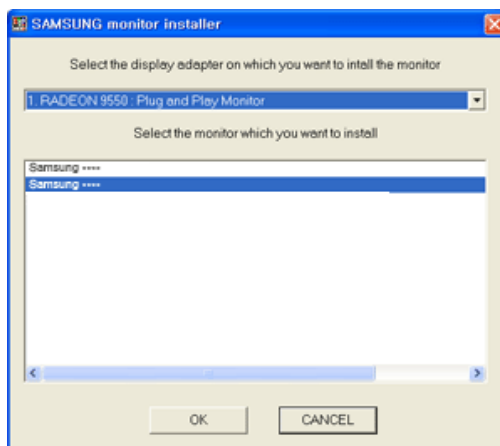 SAMSUNG monitor installer
Select the display adapter on which you want to intall the monitor
1. RADEON 9550 : Plug and Play Monitor
Select the monitor which you want to install
Samsung ****
Samsung ****
OK
CANCEL